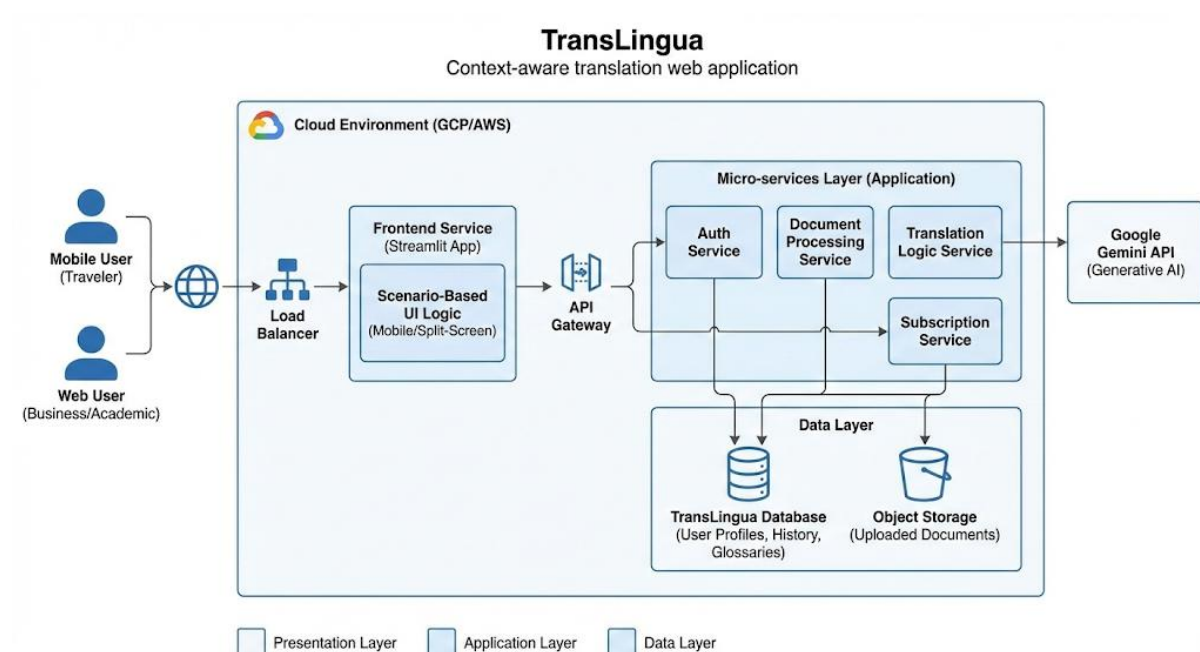 TransLingua
Context-aware translation web application
Cloud Environment (GCP/AWS)
Mobile User
(Traveler)
Web User
(Business/Academic)
Load
Balancer
Frontend Service
(Streamlit App)
Scenario-Based
UI Logic
(Mobile/Split-Screen)
API
Gateway
Micro-services Layer (Application)
Auth
Service
Document
Processing
Service
Translation
Logic Service
Subscription
Service
Google
Gemini API
(Generative AI)
Data Layer
TransLingua Database
(User Profiles, History,
Glossaries)
Object Storage
(Uploaded Documents)
Presentation Layer
Application Layer
Data Layer